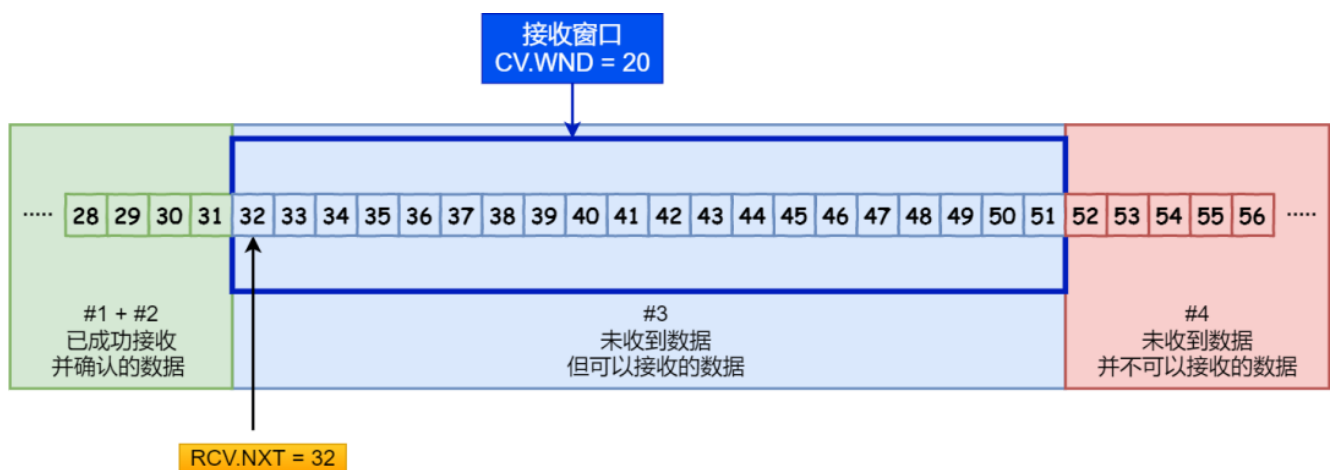 接收窗口
CV.WND = 20
..... 28 29 30 31 32 33 34 35 36 37 38 39 40 41 42 43 44 45 46 47 48 49 50 51 52 53 54 55 56 .....
#1 + #2
已成功接收
并确认的数据
#3
未收到数据
但可以接收的数据
#4
未收到数据
并不可以接收的数据
RCV.NXT = 32